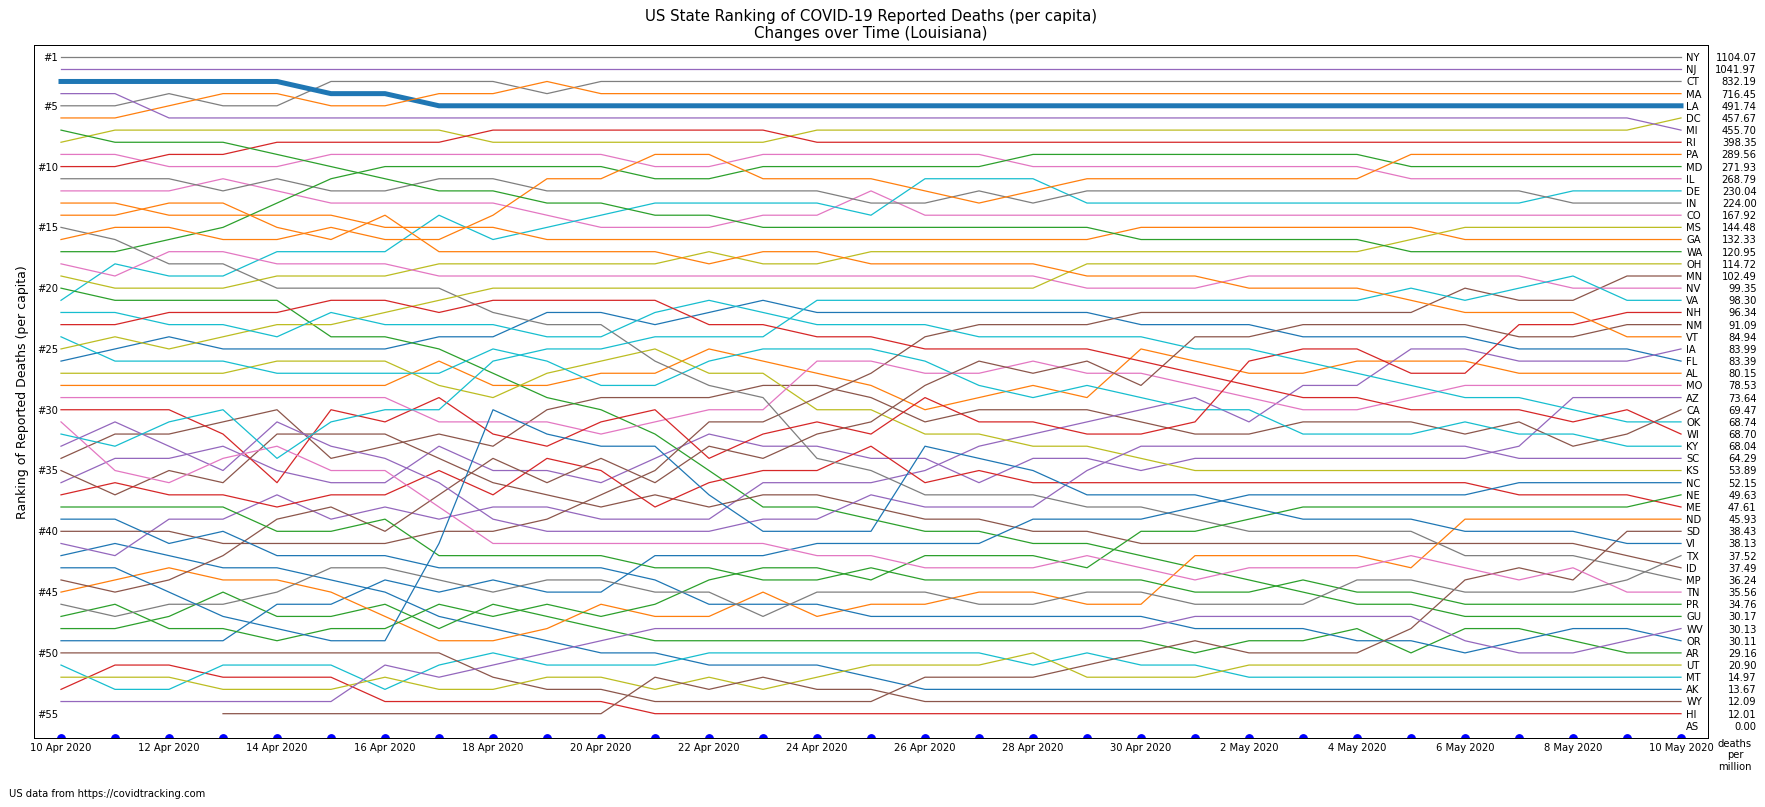 US State Ranking of COVID-19 Reported Deaths (per capita)
Changes over Time (Louisiana)
Ranking of Reported Deaths (per capita)
#1
#5
#10
#15
#20
#25
#30
#35
#40
#45
#50
#55
NY 1104.07
NJ 1041.97
CT 832.19
MA 716.45
LA 491.74
DC 457.67
MI 455.70
RI 398.35
PA 289.56
MD 271.93
IL 268.79
DE 230.04
IN 224.00
CO 167.92
MS 144.48
GA 132.33
WA 120.95
OH 114.72
MN 102.49
NV 99.35
VA 98.30
NH 96.34
NM 91.09
VT 84.94
IA 83.99
FL 83.39
AL 80.15
MO 78.53
AZ 73.64
CA 69.47
OK 68.74
WI 68.70
KY 68.04
SC 64.29
KS 53.89
NC 52.15
NE 49.63
ME 47.61
ND 45.93
SD 38.43
VI 38.13
TX 37.52
ID 37.49
MP 36.24
TN 35.56
PR 34.76
GU 30.17
WV 30.13
OR 30.11
AR 29.16
UT 20.90
MT 14.97
AK 13.67
WY 12.09
HI 12.01
AS 0.00
10 Apr 2020 12 Apr 2020 14 Apr 2020 16 Apr 2020 18 Apr 2020 20 Apr 2020 22 Apr 2020 24 Apr 2020 26 Apr 2020 28 Apr 2020 30 Apr 2020 2 May 2020 4 May 2020 6 May 2020 8 May 2020 10 May 2020
deaths
per
million
US data from https://covidtracking.com